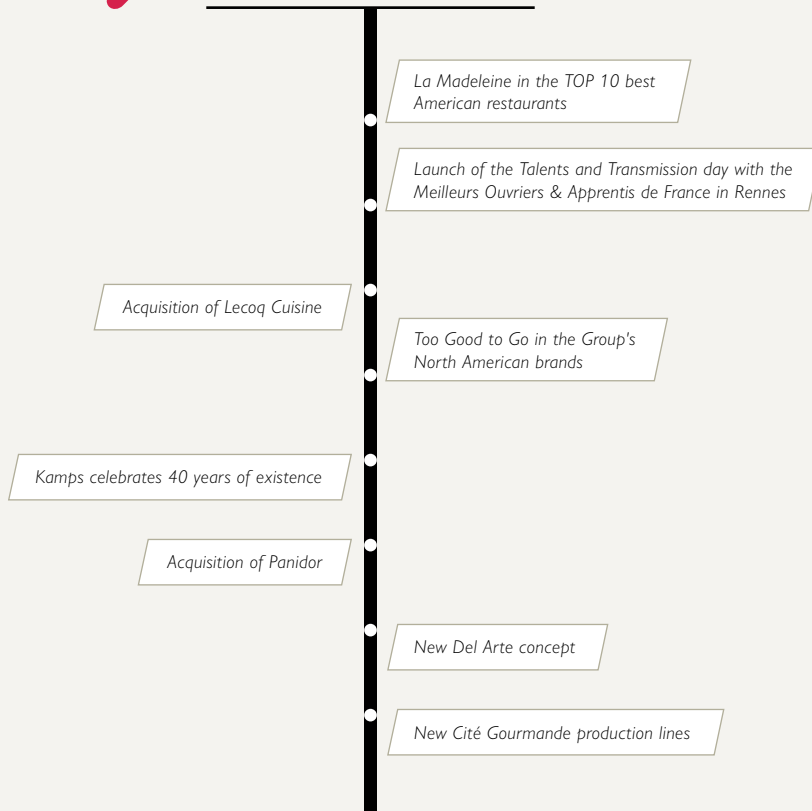 La Madeleine in the TOP 10 best
American restaurants
Launch of the Talents and Transmission day with the
Meilleurs Ouvriers & Apprentis de France in Rennes
Acquisition of Lecoq Cuisine
Too Good to Go in the Group's
North American brands
Kamps celebrates 40 years of existence
Acquisition of Panidor
New Del Arte concept
New Cité Gourmande production lines